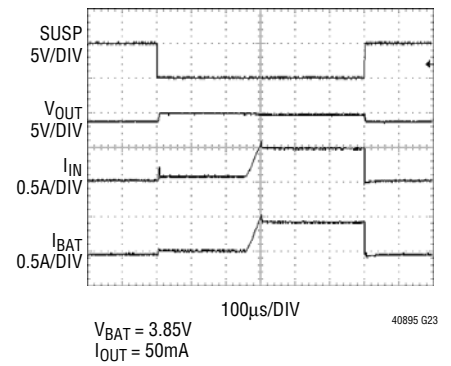 SUSP
5V/DIV
VOUT
5V/DIV
IIN
0.5A/DIV
IBAT
0.5A/DIV
100µs/DIV
40895 G23
VBAT = 3.85V
IOUT = 50mA